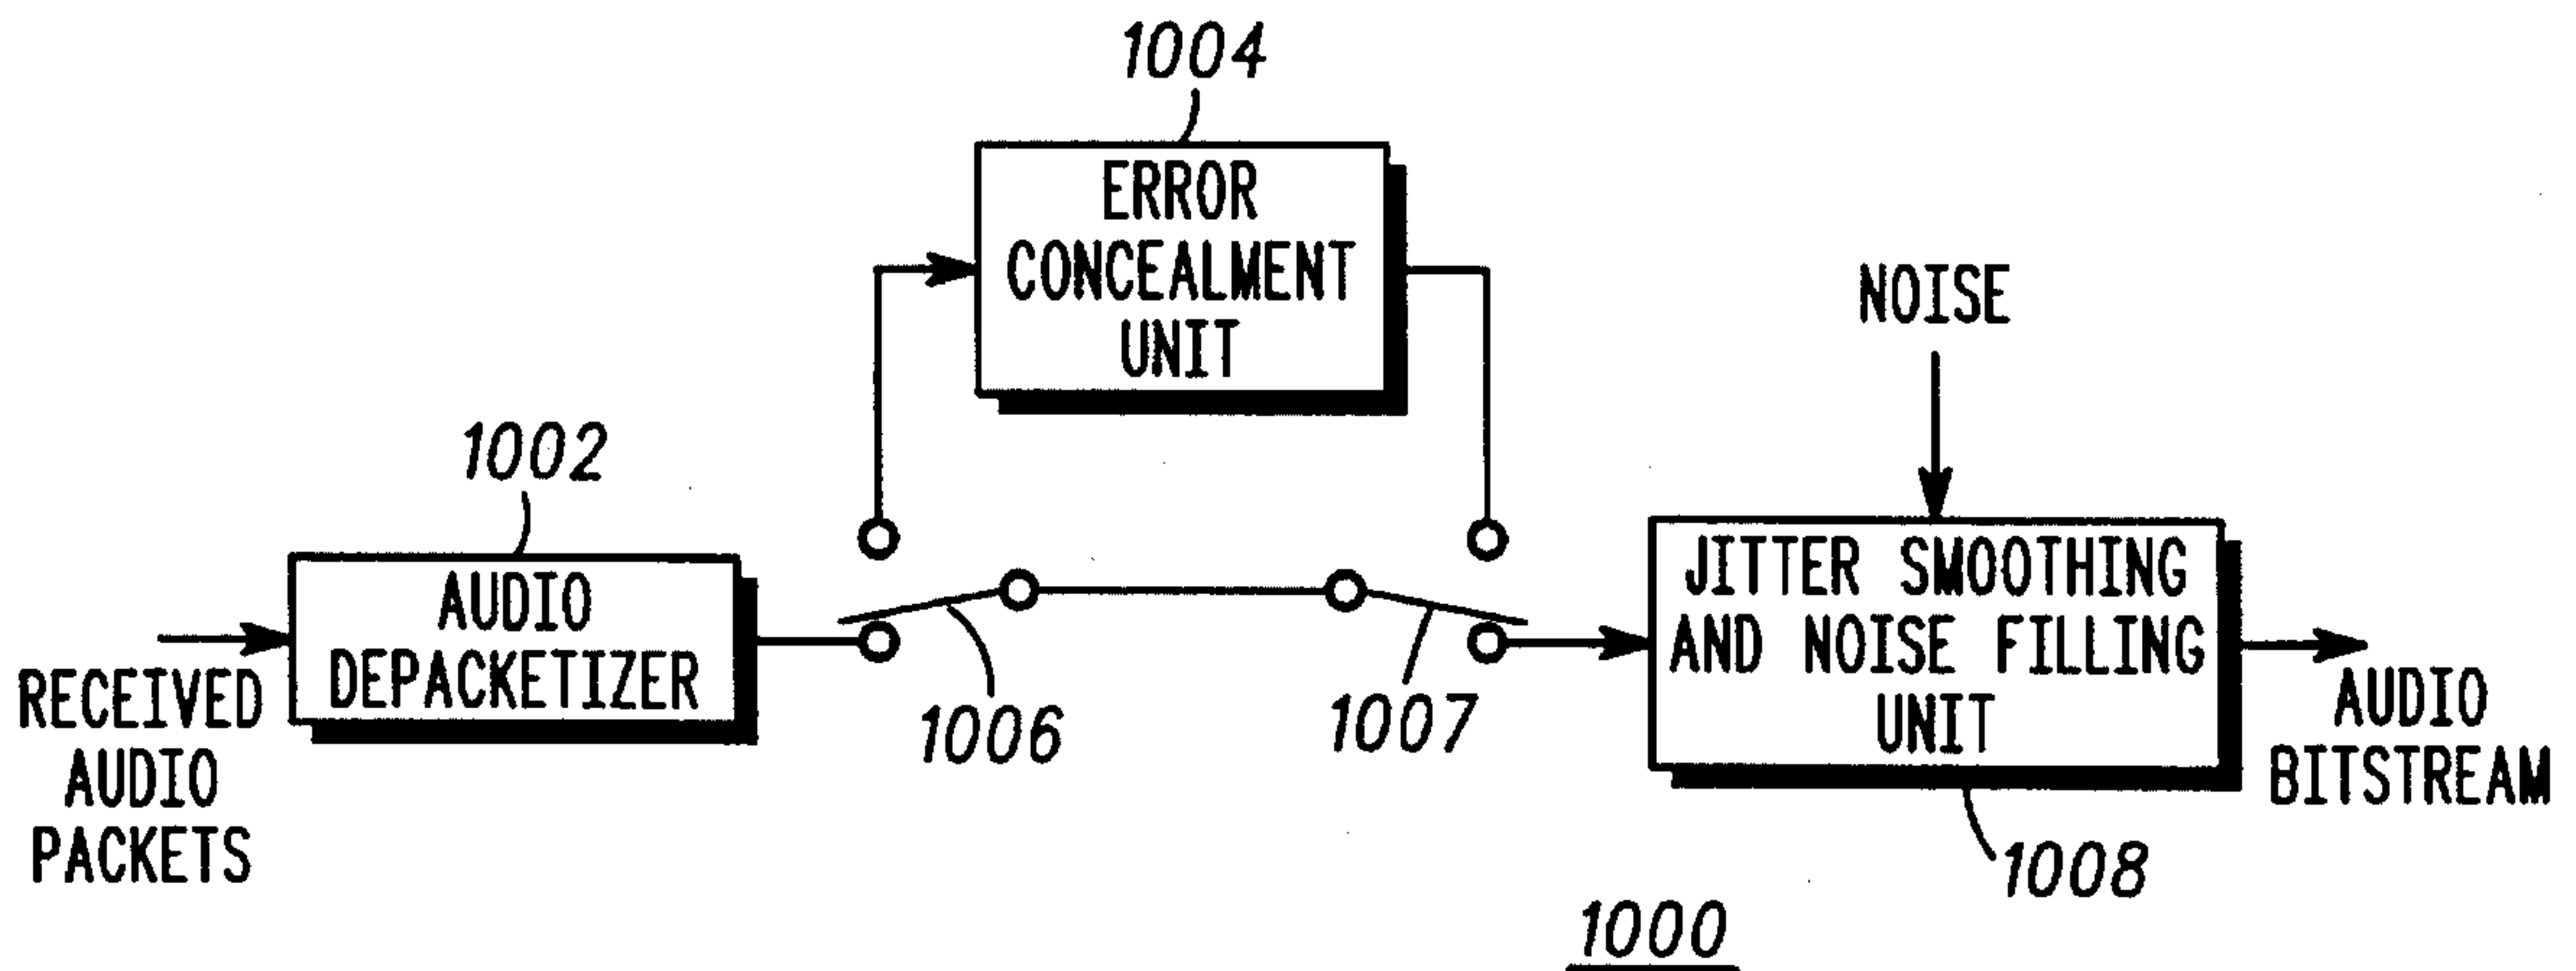 1004
ERROR
CONCEALMENT
UNIT
NOISE
1002
AUDIO
DEPACKETIZER
RECEIVED
AUDIO
PACKETS
1006
1007
JITTER SMOOTHING
AND NOISE FILLING
UNIT
AUDIO
BITSTREAM
1008
1000